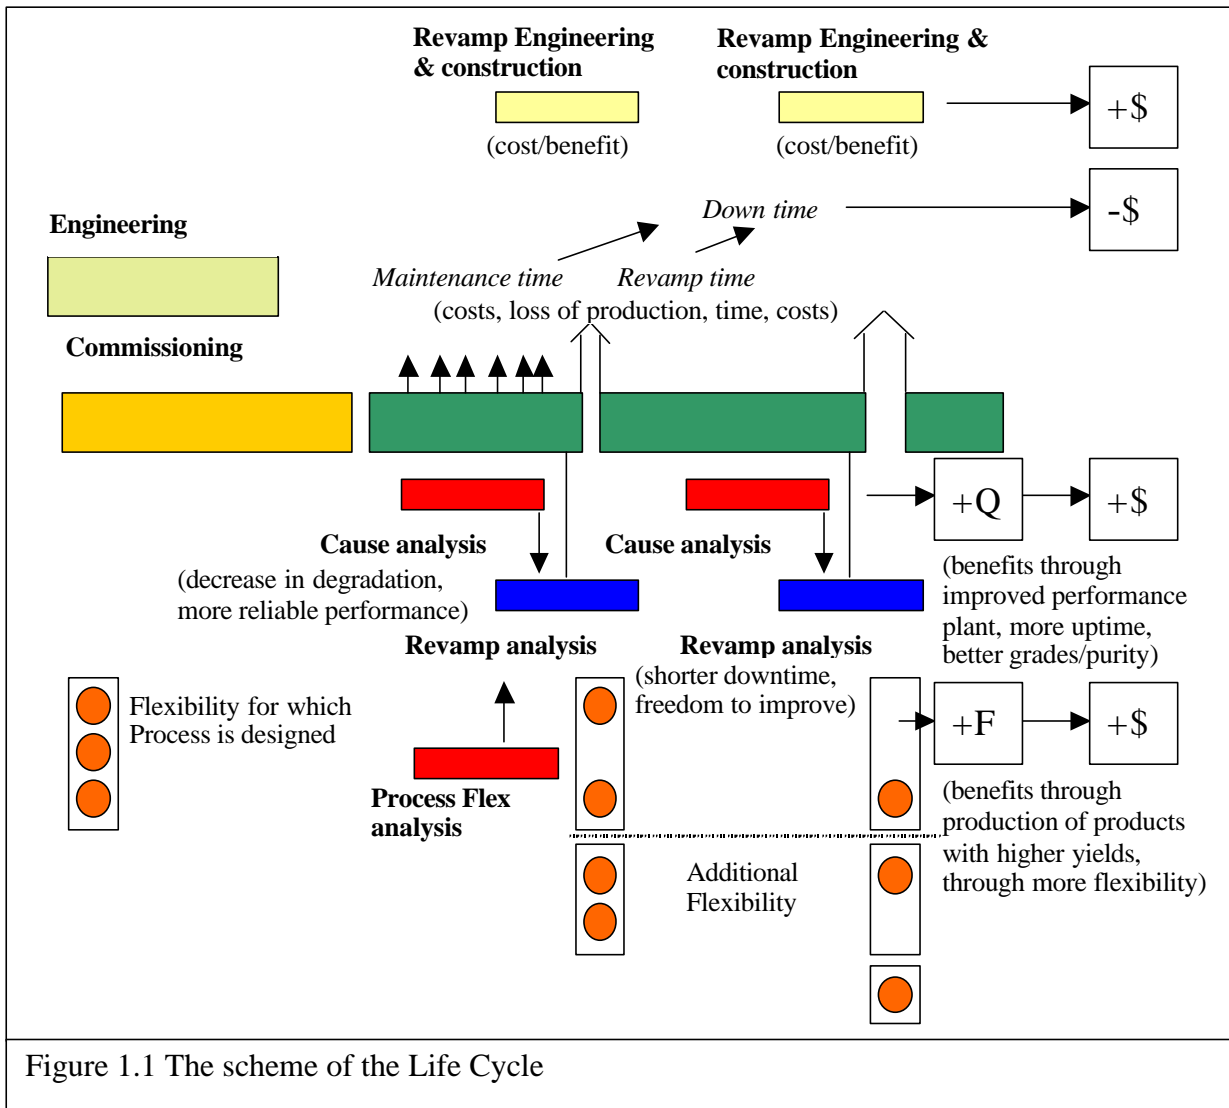 Revamp Engineering
& construction
Revamp Engineering &
construction
+$
(cost/benefit)
(cost/benefit)
Down time
-$
Engineering
Maintenance time
Revamp time
(costs, loss of production, time, costs)
Commissioning
+Q
+$
Cause analysis
(decrease in degradation,
more reliable performance)
Cause analysis
(benefits through
improved performance
plant, more uptime,
better grades/purity)
Revamp analysis
Revamp analysis
(shorter downtime,
freedom to improve)
Flexibility for which
Process is designed
+F
+$
Process Flex
analysis
(benefits through
production of products
with higher yields,
through more flexibility)
Additional
Flexibility
Figure 1.1 The scheme of the Life Cycle